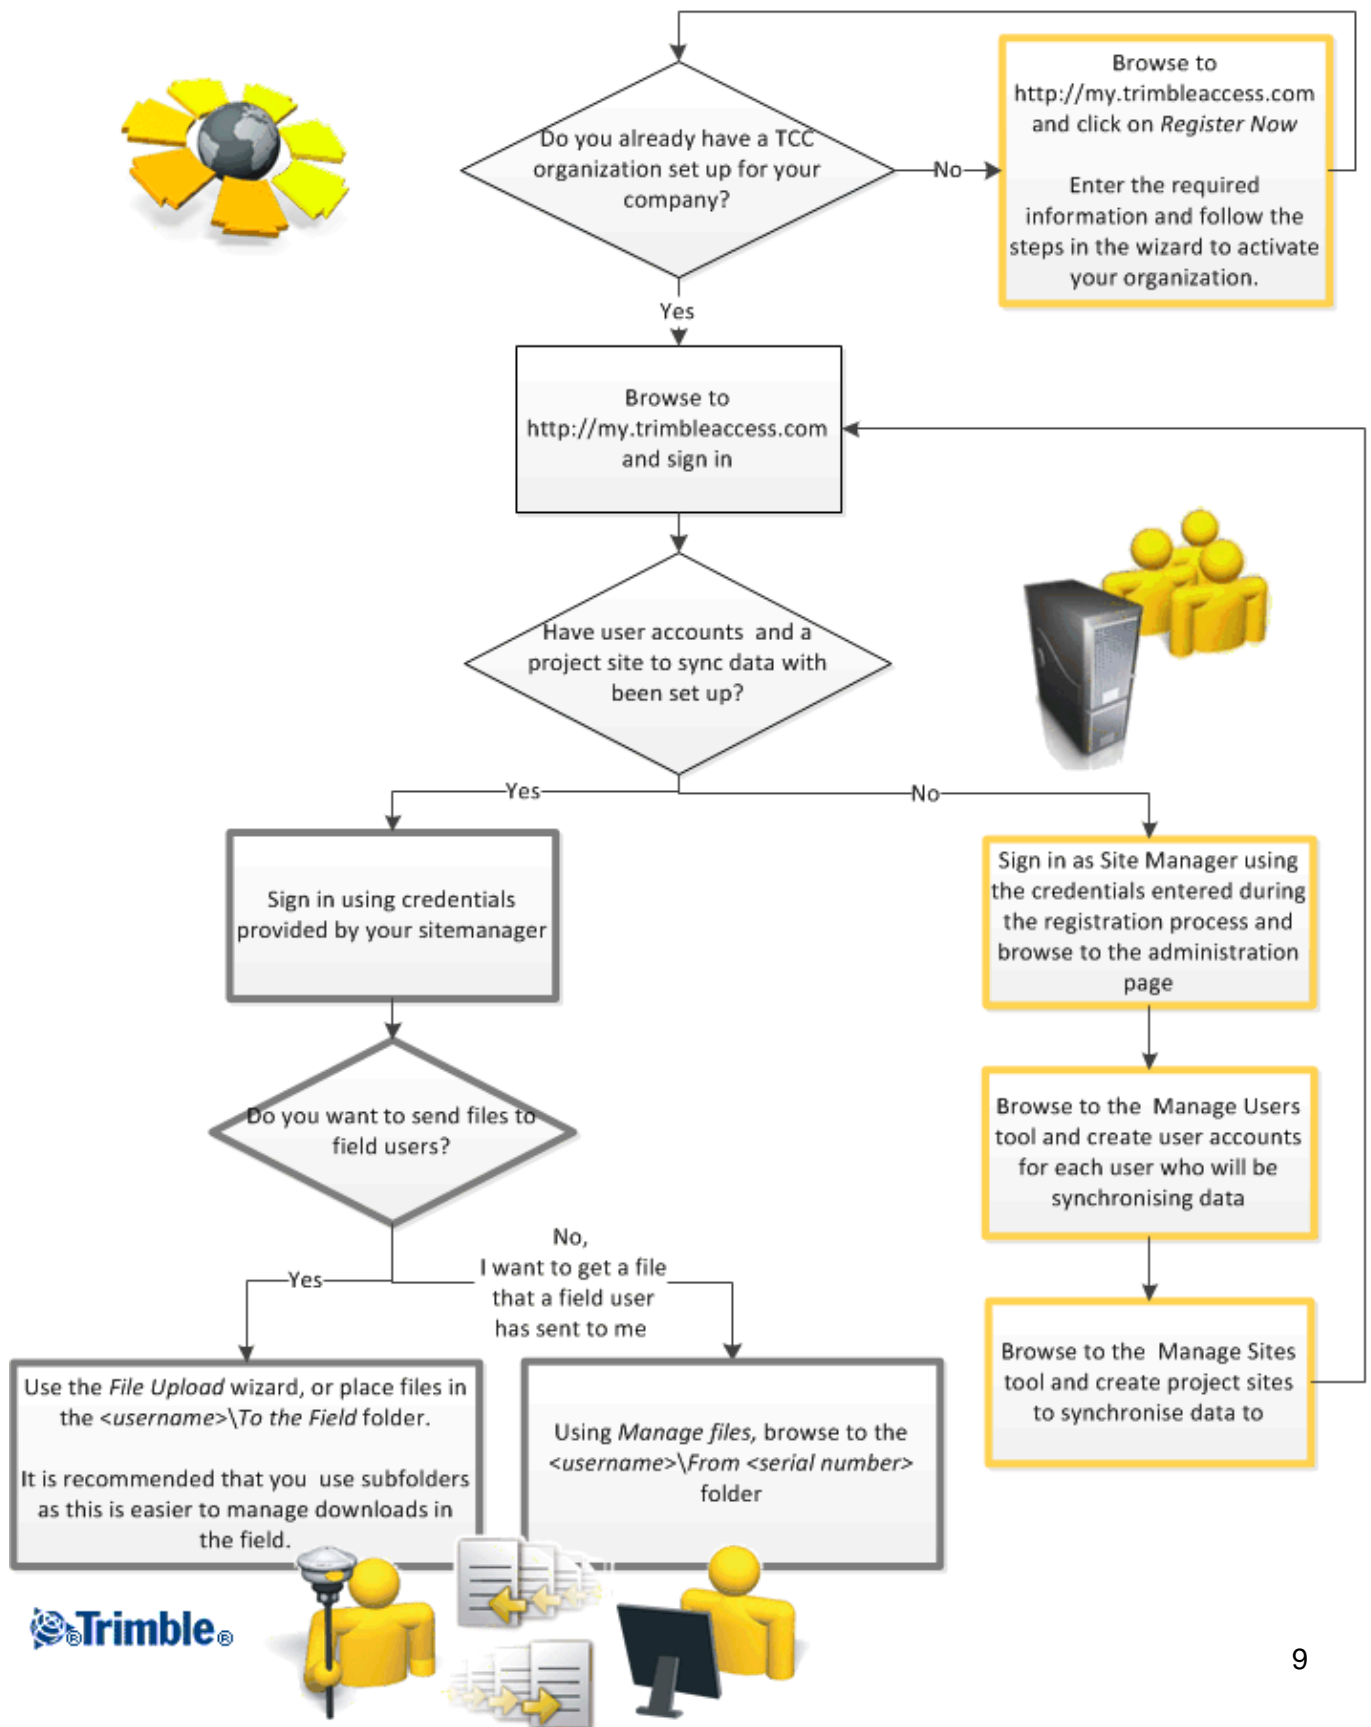 Do you already have a TCC
organization set up for your
company?
No
Browse to
http://my.trimbleaccess.com
and click on Register Now
Enter the required
information and follow the
steps in the wizard to activate
your organization.
Yes
Browse to
http://my.trimbleaccess.com
and sign in
Have user accounts and a
project site to sync data with
been set up?
Yes
No
Sign in using credentials
provided by your sitemanager
Sign in as Site Manager using
the credentials entered during
the registration process and
browse to the administration
page
Do you want to send files to
field users?
Browse to the Manage Users
tool and create user accounts
for each user who will be
synchronising data
Yes
No,
I want to get a file
that a field user
has sent to me
Browse to the Manage Sites
tool and create project sites
to synchronise data to
Use the File Upload wizard, or place files in
the <username>\To the Field folder.
It is recommended that you use subfolders
as this is easier to manage downloads in
the field.
Using Manage files, browse to the
<username>\From <serial number>
folder
®Trimble®
9